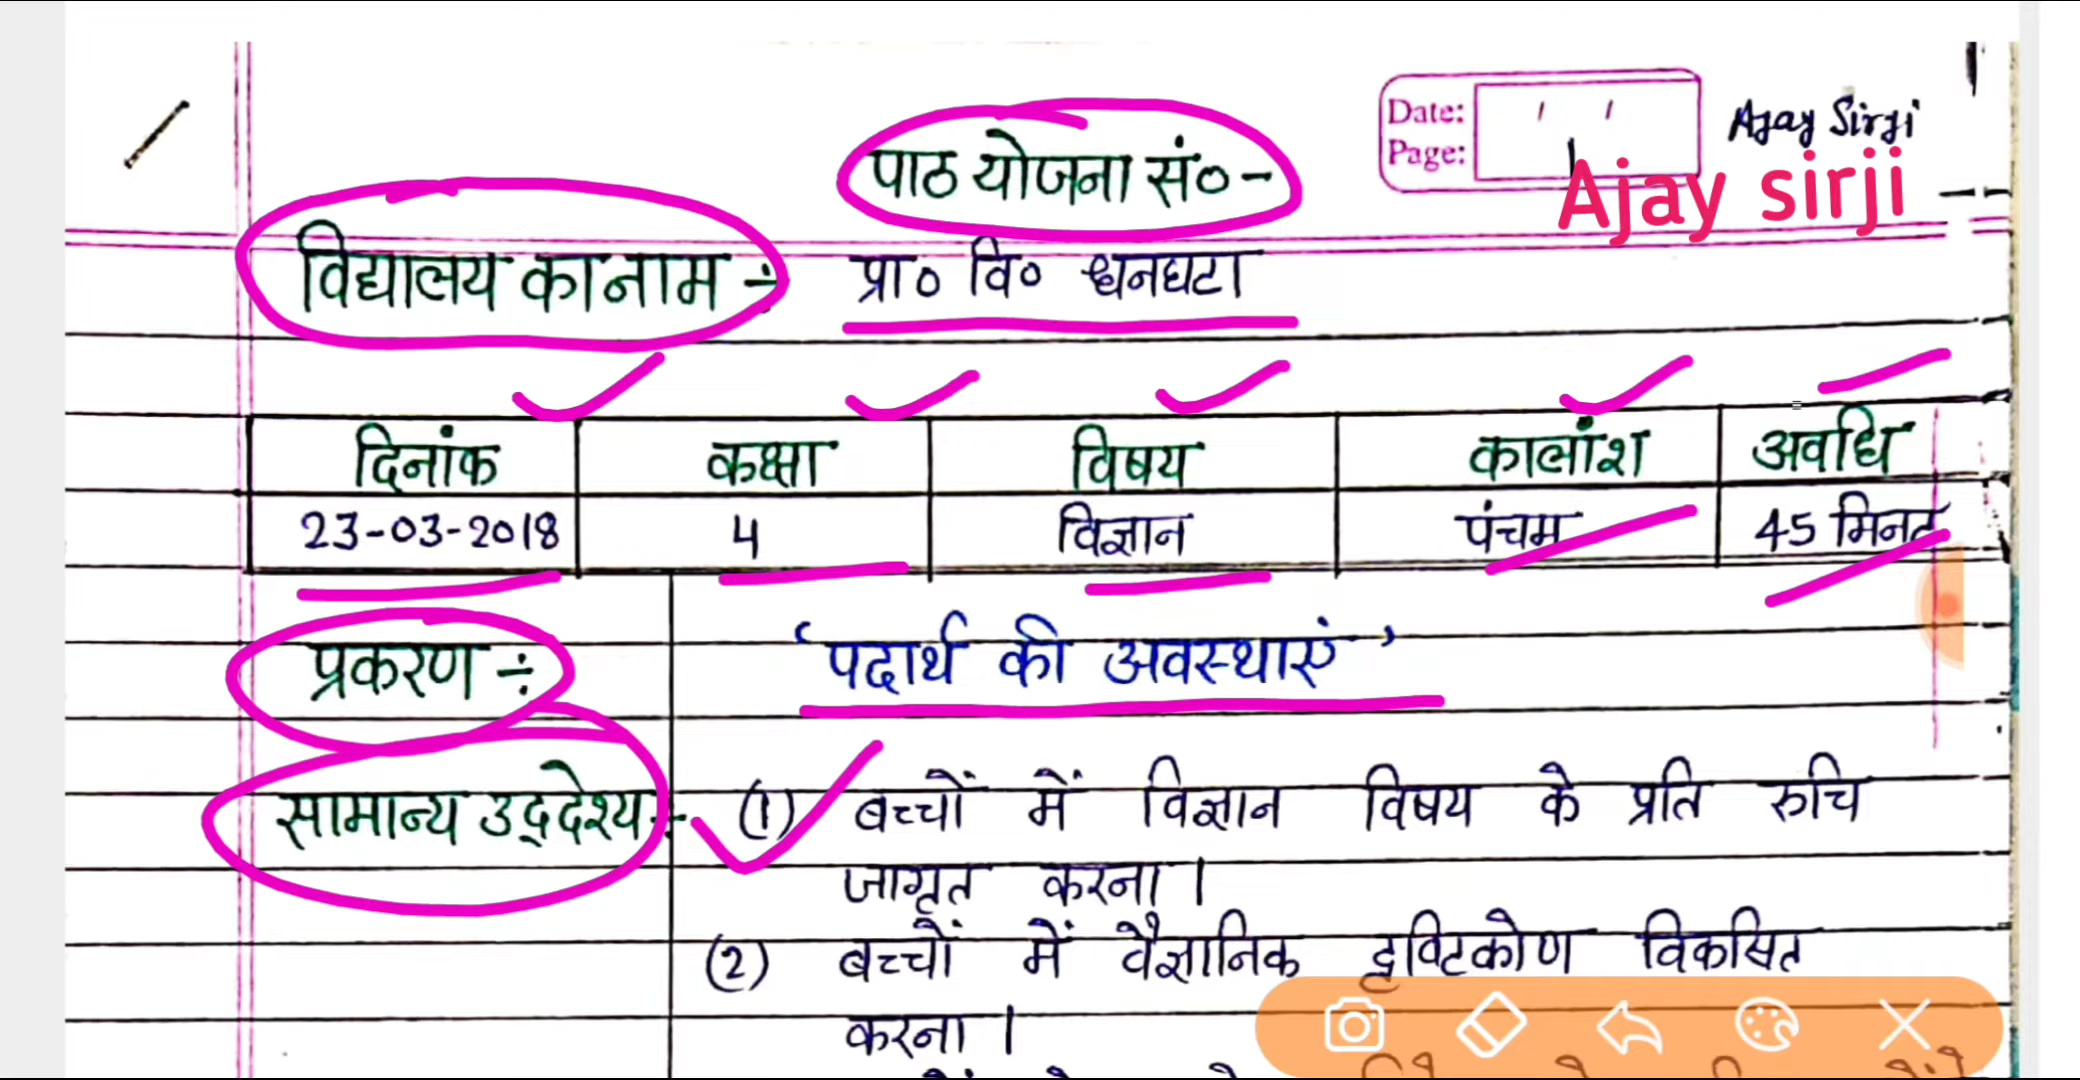 Date:
Page:
Ajay Sirji
Ajay sirji
पाठ योजना सं०-
विद्यालय का नाम ÷ प्रा० वि० धनघटा
दिनांक कक्षा विषय कालांश अवधि
23-03-2018 4 विज्ञान पंचम 45 मिनट
प्रकरण ÷ 'पदार्थ की अवस्थाएं'
सामान्य उद्देश्य ÷ (1) बच्चों में विज्ञान विषय के प्रति रुचि
जागृत करना।
(2) बच्चों में वैज्ञानिक दृष्टिकोण विकसित
करना।